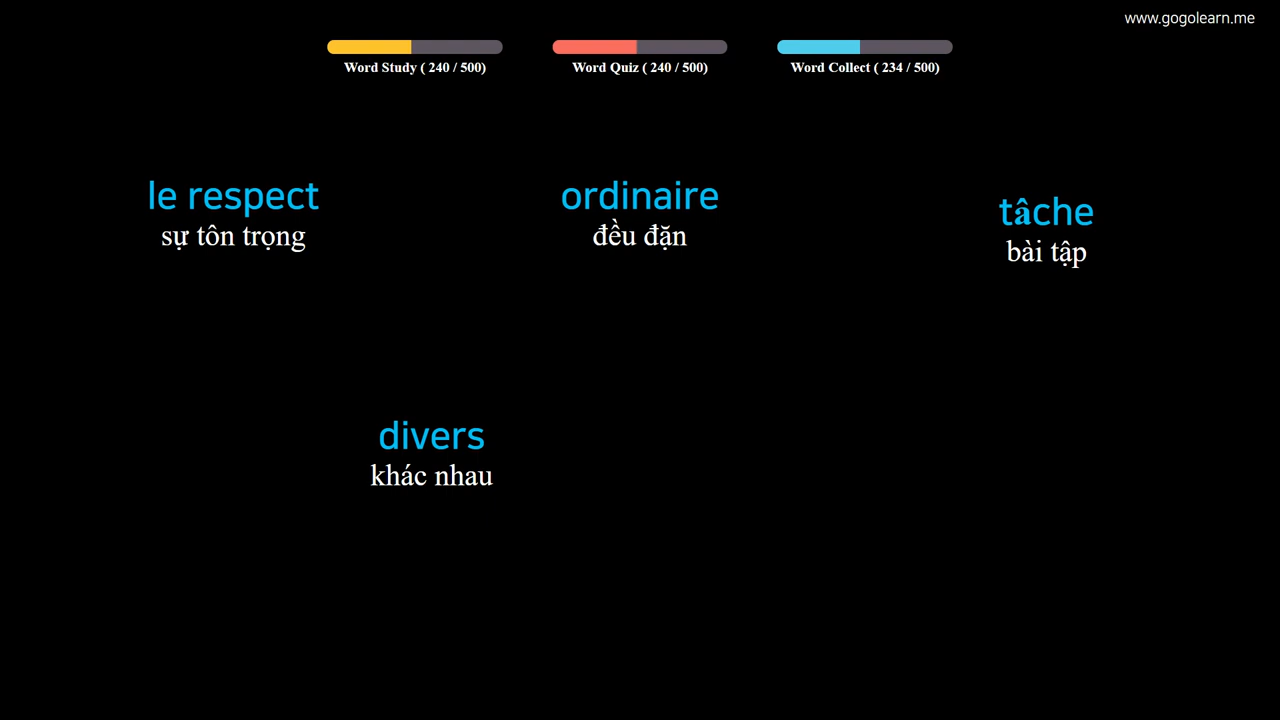 www.gogolearn.me
Word Study ( 240 / 500)
Word Quiz ( 240 / 500)
Word Collect ( 234 / 500)
le respect
sự tôn trọng
ordinaire
đều đặn
tâche
bài tập
divers
khác nhau